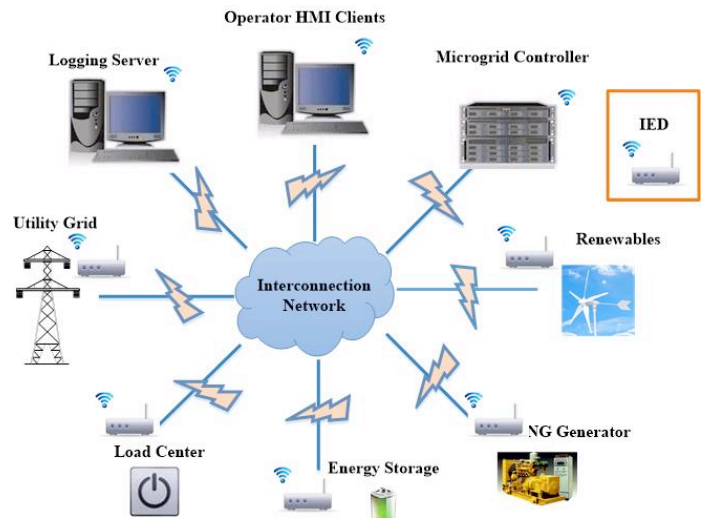 Operator HMI Clients
Logging Server
Microgrid Controller
IED
Utility Grid
Renewables
Interconnection
Network
Load Center
Energy Storage
NG Generator